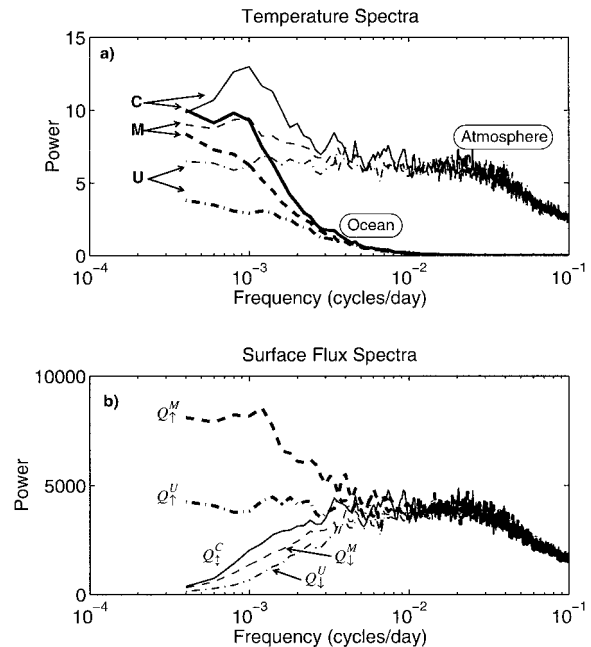 Temperature Spectra
a)
15
10
5
0
Power
C
M
U
Atmosphere
Ocean
10⁻⁴ 10⁻³ 10⁻² 10⁻¹
Frequency (cycles/day)
Surface Flux Spectra
b)
10000
5000
0
Power
Q↑ᴹ
Q↑ᵁ
Q↕ᶜ
Q↓ᴹ
Q↓ᵁ
10⁻⁴ 10⁻³ 10⁻² 10⁻¹
Frequency (cycles/day)